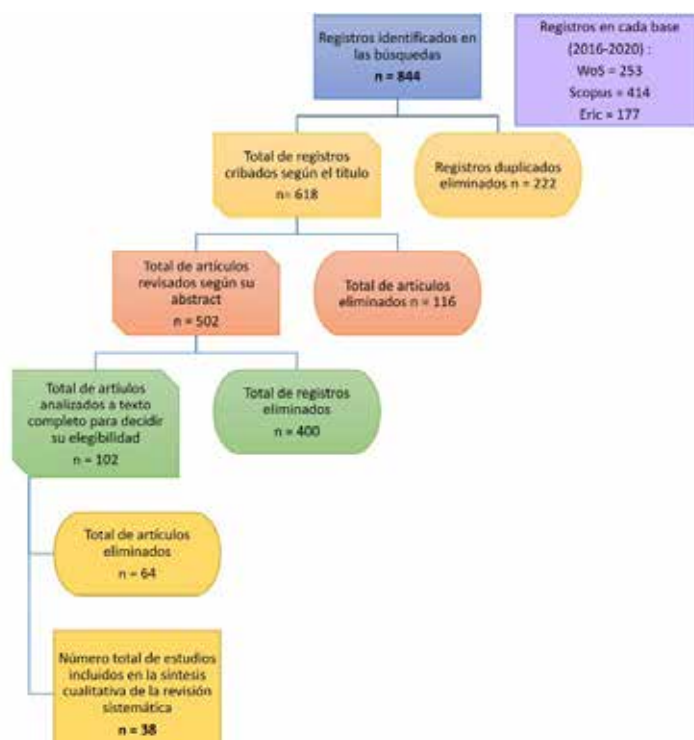 Registros identificados en
las búsquedas
n = 844
Registros en cada base
(2016-2020) :
WoS = 253
Scopus = 414
Eric = 177
Total de registros
cribados según el título
n= 618
Registros duplicados
eliminados n = 222
Total de artículos
revisados según su
abstract
n = 502
Total de artículos
eliminados n = 116
Total de artíulos
analizados a texto
completo para decidir
su elegibilidad
n = 102
Total de registros
eliminados
n = 400
Total de artículos
eliminados
n = 64
Número total de estudios
incluidos en la síntesis
cualitativa de la revisión
sistemática
n = 38